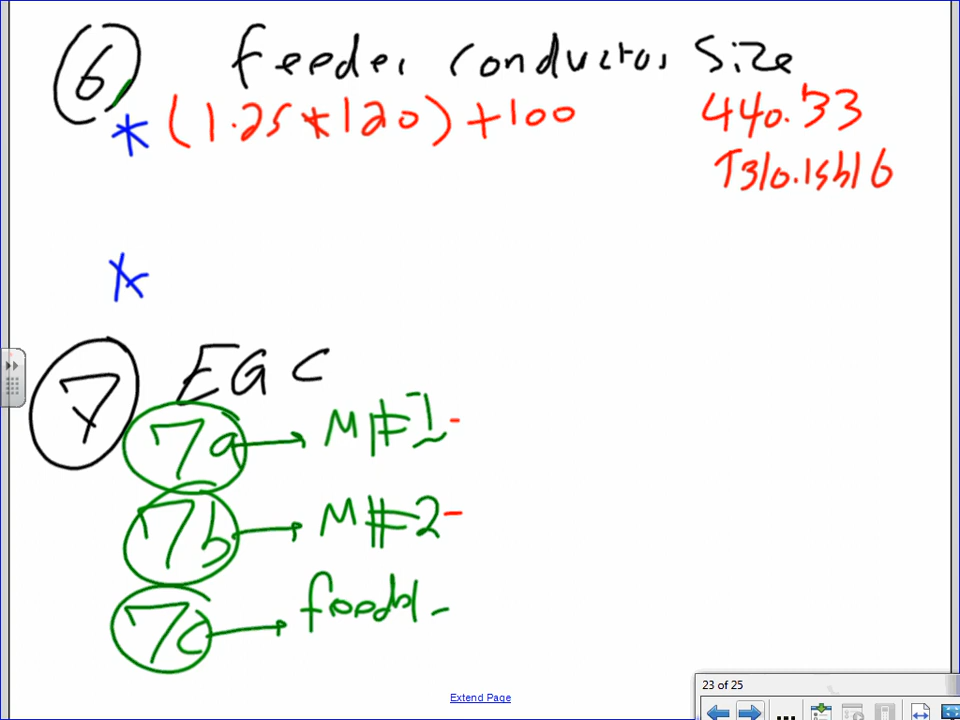 6 feeder conductor size
* (1.25 * 120) + 100 440.33
T310.15b16
*
7 EGC
7a → M#1 -
7b → M#2 -
7c → feeder -
Extend Page
23 of 25